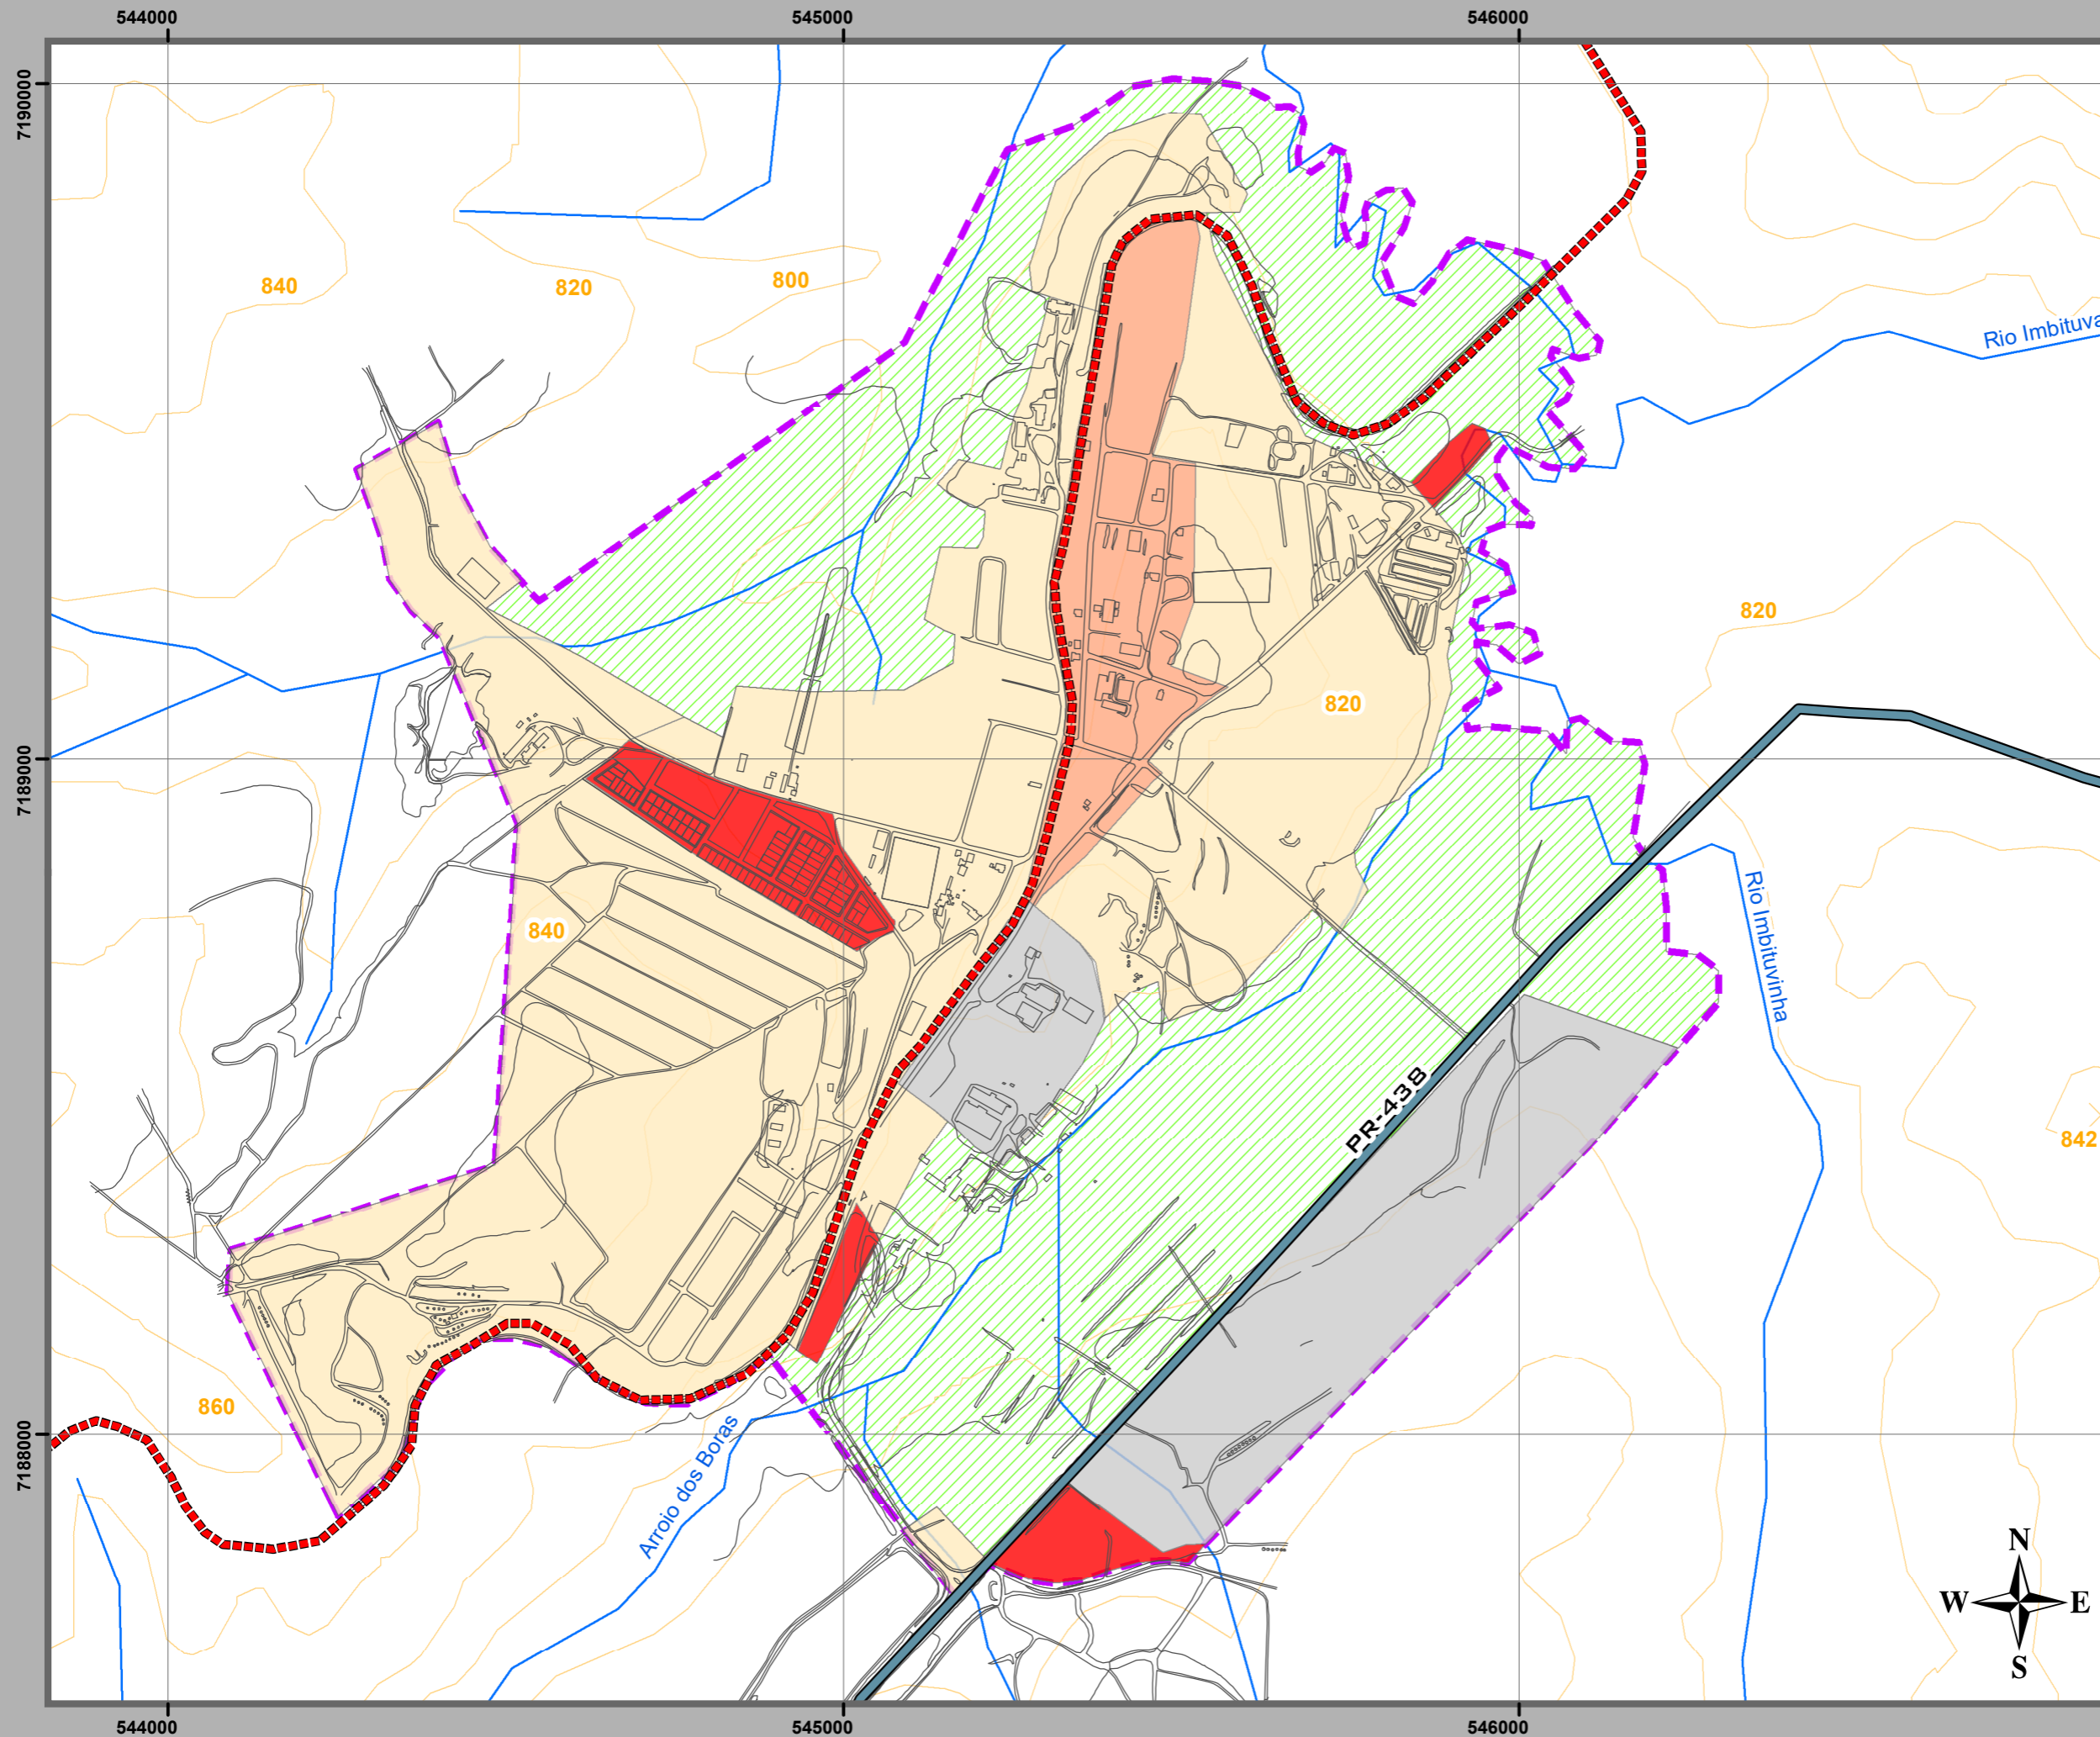 544000
545000
546000
7190000
840
820
800
Rio Imbituva
820
820
7189000
840
Rio Imbituvinha
PR-438
842
860
7188000
Arroio dos Boras
N
W
E
S
544000
545000
546000